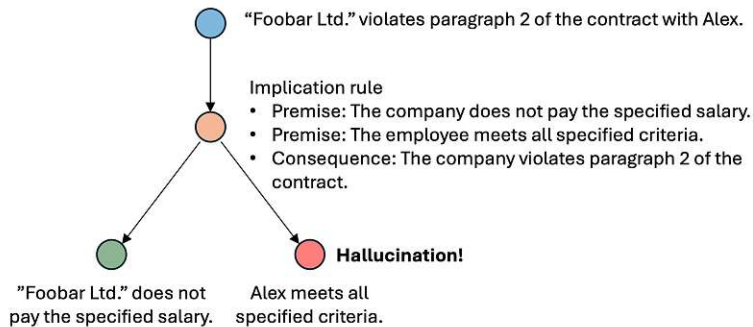 “Foobar Ltd.” violates paragraph 2 of the contract with Alex.
Implication rule
• Premise: The company does not pay the specified salary.
• Premise: The employee meets all specified criteria.
• Consequence: The company violates paragraph 2 of the
contract.
Hallucination!
”Foobar Ltd.” does not
pay the specified salary.
Alex meets all
specified criteria.